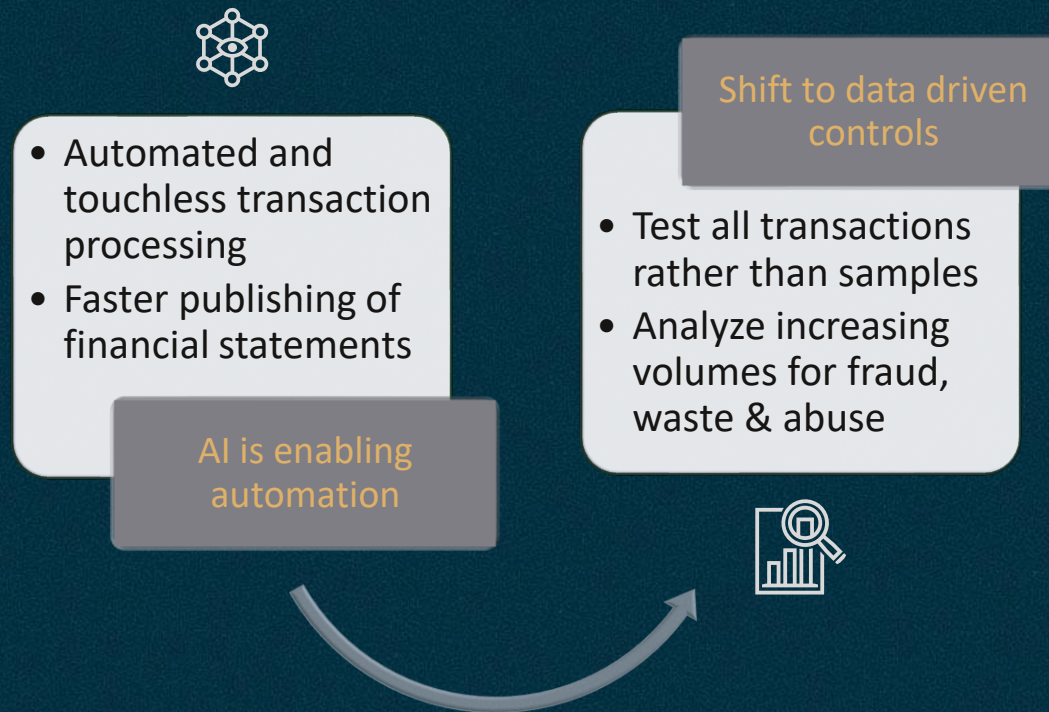 • Automated and
touchless transaction
processing
• Faster publishing of
financial statements
AI is enabling
automation
Shift to data driven
controls
• Test all transactions
rather than samples
• Analyze increasing
volumes for fraud,
waste & abuse